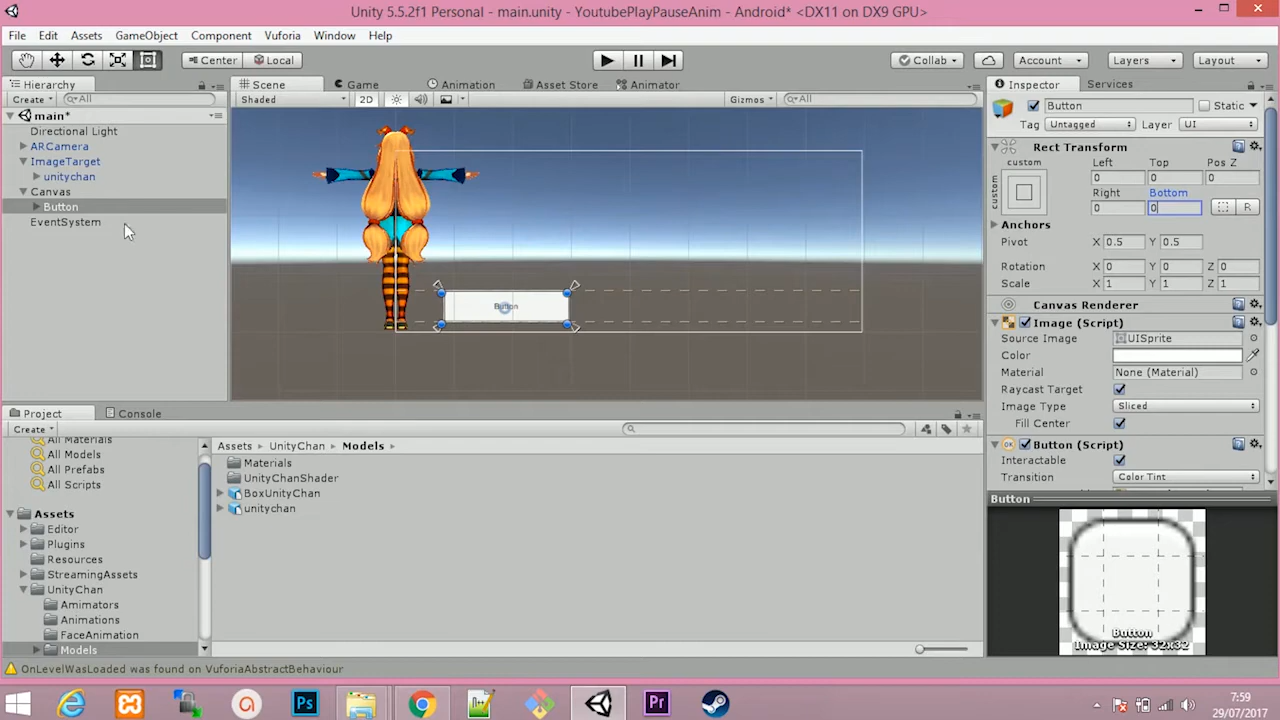 Unity 5.5.2f1 Personal - main.unity - YoutubePlayPauseAnim - Android* <DX11 on DX9 GPU>
File Edit Assets GameObject Component Vuforia Window Help
Center Local Collab Account Layers Layout
Hierarchy Scene Game Animation Asset Store Animator Inspector Services
Create All Shaded 2D Gizmos All
Button Static
main*
Tag Untagged Layer UI
Directional Light
ARCamera
ImageTarget
unitychan
Canvas
Button
EventSystem
Button
Rect Transform
custom Left Top Pos Z
custom
0 0 0
Right Bottom
0 0 R
Anchors
Pivot X 0.5 Y 0.5
Rotation X 0 Y 0 Z 0
Scale X 1 Y 1 Z 1
Canvas Renderer
Image (Script)
Source Image UISprite
Color
Material None (Material)
Raycast Target
Image Type Sliced
Fill Center
Button (Script)
Interactable
Transition Color Tint
Project Console
Create
All Materials
All Models
All Prefabs
All Scripts
Assets
Editor
Plugins
Resources
StreamingAssets
UnityChan
Amimators
Animations
FaceAnimation
Models
Assets UnityChan Models
Materials
UnityChanShader
BoxUnityChan
unitychan
Button
Button
Image Size: 32x32
OnLevelWasLoaded was found on VuforiaAbstractBehaviour
7:59
29/07/2017